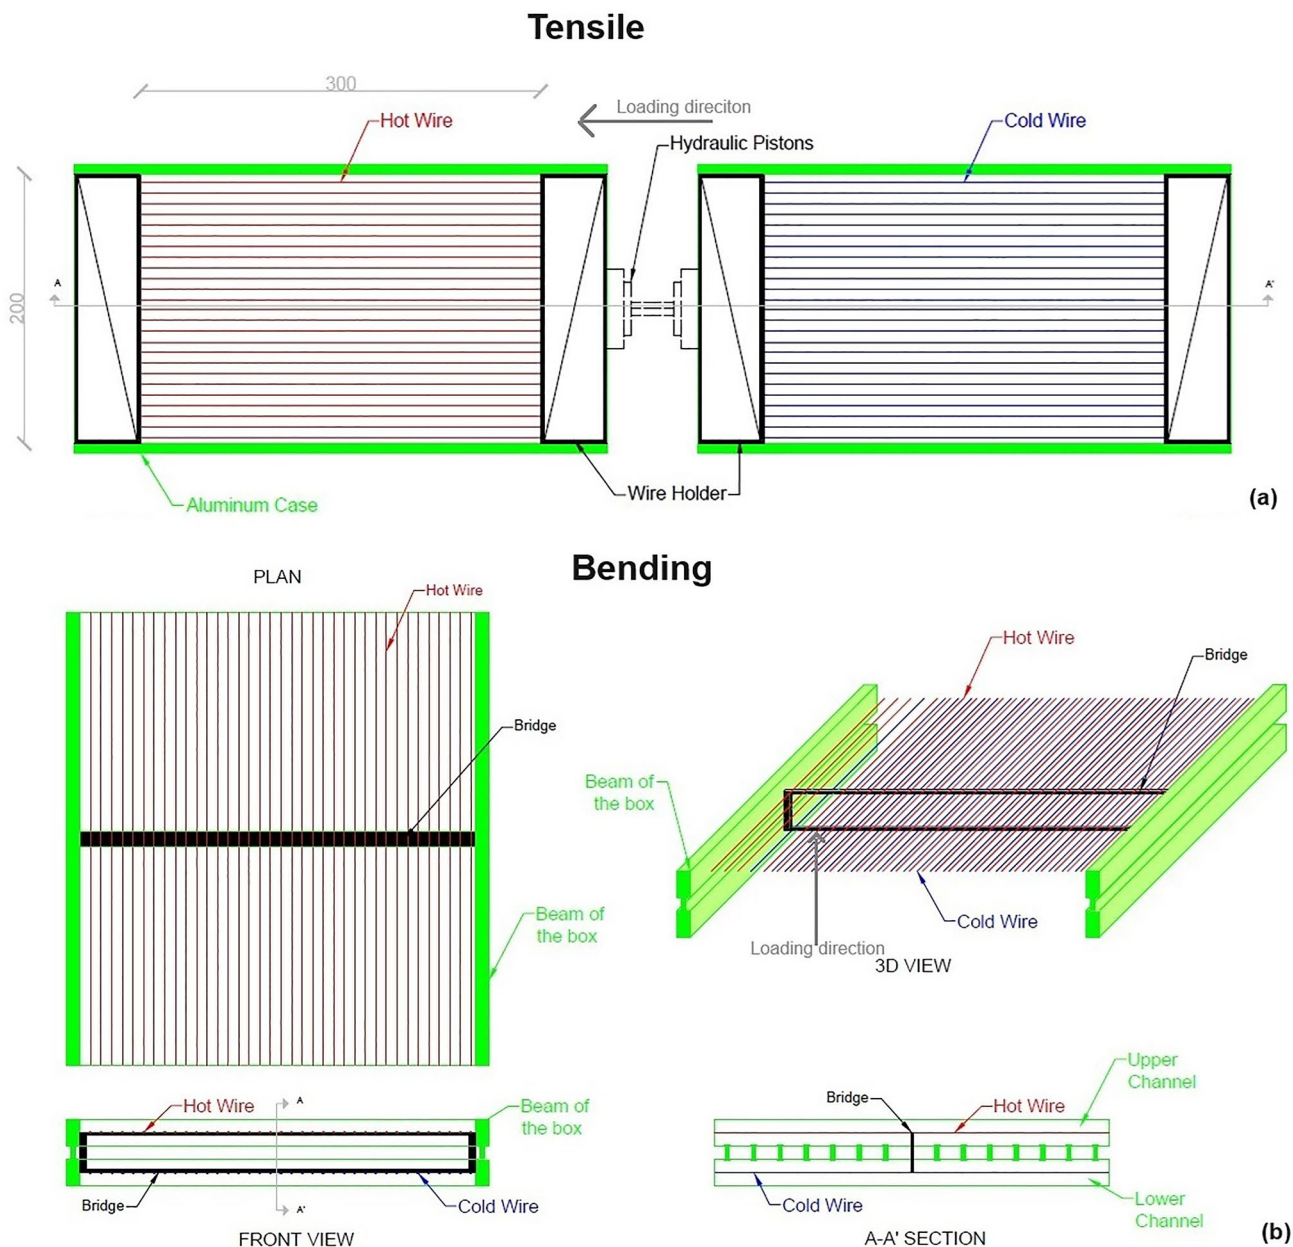 Tensile
300
Loading direciton
Hot Wire
Cold Wire
Hydraulic Pistons
A
A'
200
Wire Holder
Aluminum Case
(a)
Bending
PLAN
Hot Wire
Bridge
Beam of
the box
Hot Wire
Bridge
Beam of
the box
Cold Wire
Loading direction
3D VIEW
Hot Wire
A
Beam of
the box
Bridge
A'
Cold Wire
FRONT VIEW
Upper
Channel
Bridge
Hot Wire
Cold Wire
Lower
Channel
A-A' SECTION
(b)